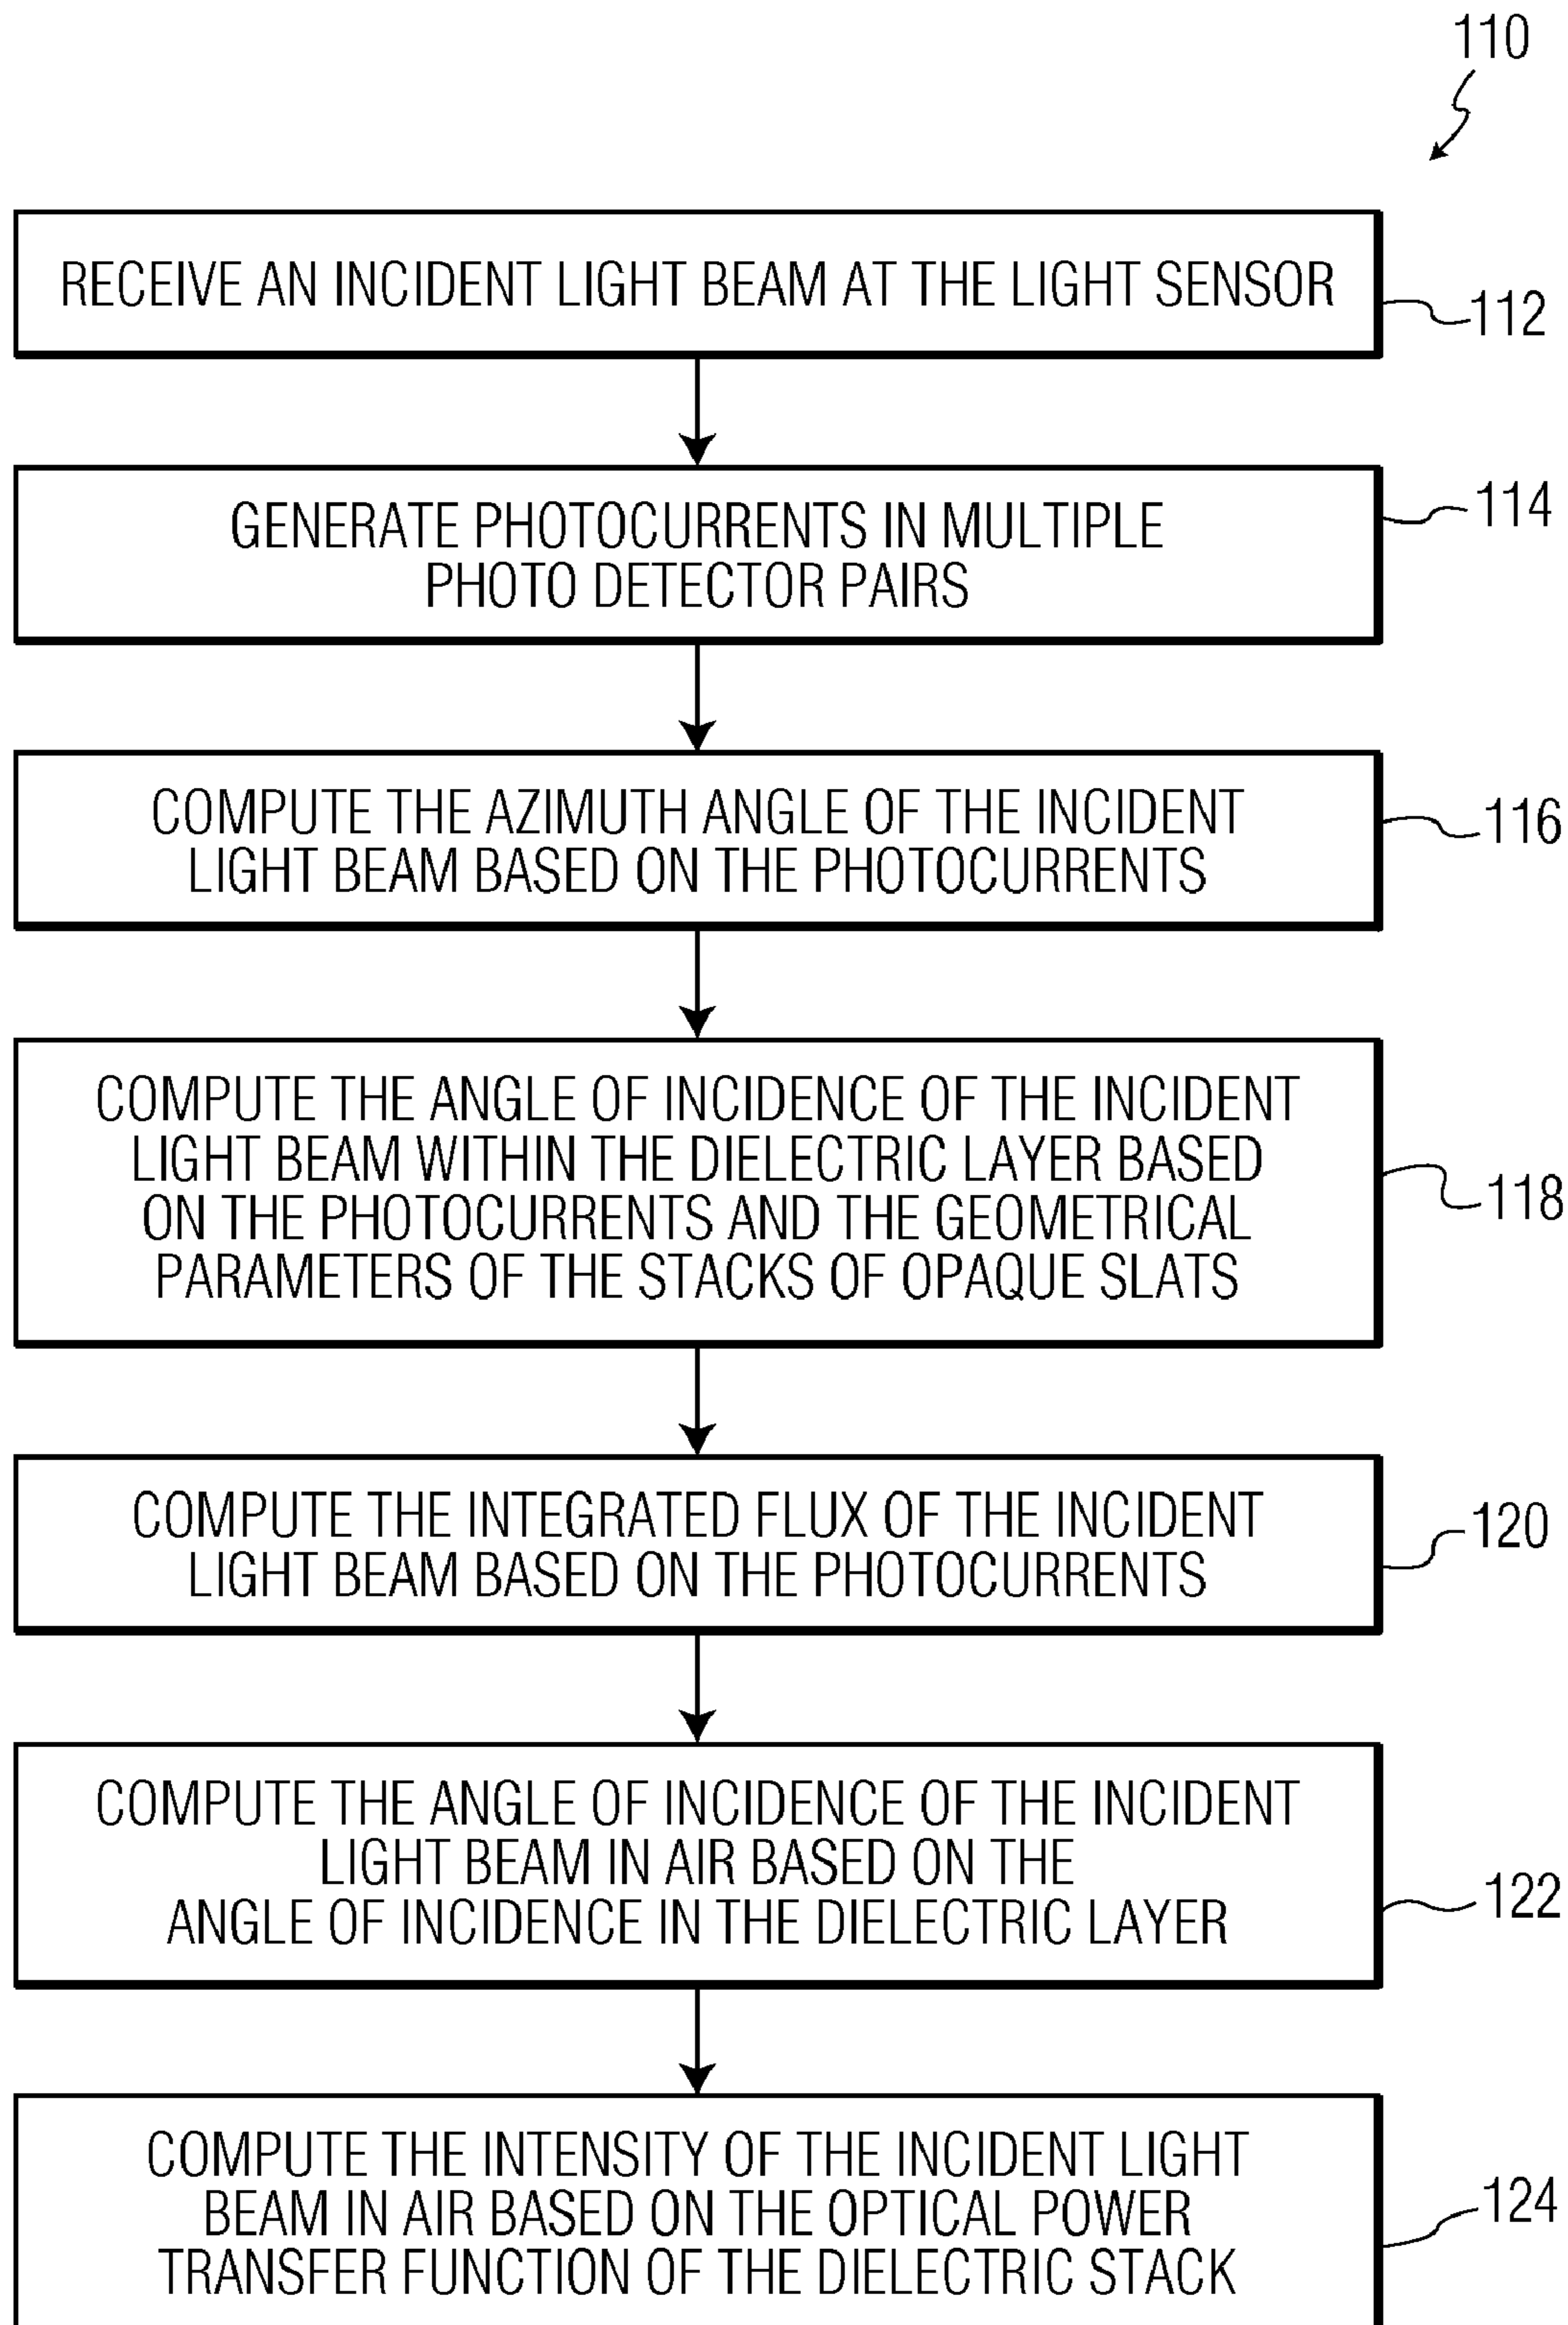 110
RECEIVE AN INCIDENT LIGHT BEAM AT THE LIGHT SENSOR
112
GENERATE PHOTOCURRENTS IN MULTIPLE
PHOTO DETECTOR PAIRS
114
COMPUTE THE AZIMUTH ANGLE OF THE INCIDENT
LIGHT BEAM BASED ON THE PHOTOCURRENTS
116
COMPUTE THE ANGLE OF INCIDENCE OF THE INCIDENT
LIGHT BEAM WITHIN THE DIELECTRIC LAYER BASED
ON THE PHOTOCURRENTS AND THE GEOMETRICAL
PARAMETERS OF THE STACKS OF OPAQUE SLATS
118
COMPUTE THE INTEGRATED FLUX OF THE INCIDENT
LIGHT BEAM BASED ON THE PHOTOCURRENTS
120
COMPUTE THE ANGLE OF INCIDENCE OF THE INCIDENT
LIGHT BEAM IN AIR BASED ON THE
ANGLE OF INCIDENCE IN THE DIELECTRIC LAYER
122
COMPUTE THE INTENSITY OF THE INCIDENT LIGHT
BEAM IN AIR BASED ON THE OPTICAL POWER
TRANSFER FUNCTION OF THE DIELECTRIC STACK
124